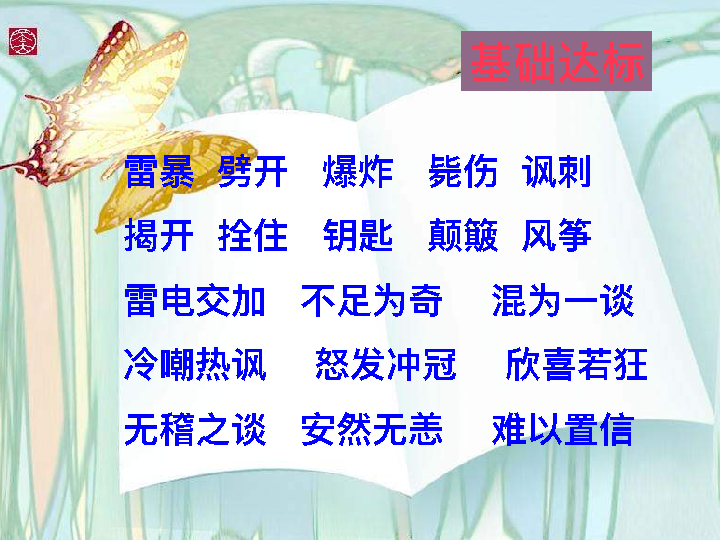 基础达标
雷暴 劈开 爆炸 毙伤 讽刺
揭开 拴住 钥匙 颠簸 风筝
雷电交加 不足为奇 混为一谈
冷嘲热讽 怒发冲冠 欣喜若狂
无稽之谈 安然无恙 难以置信